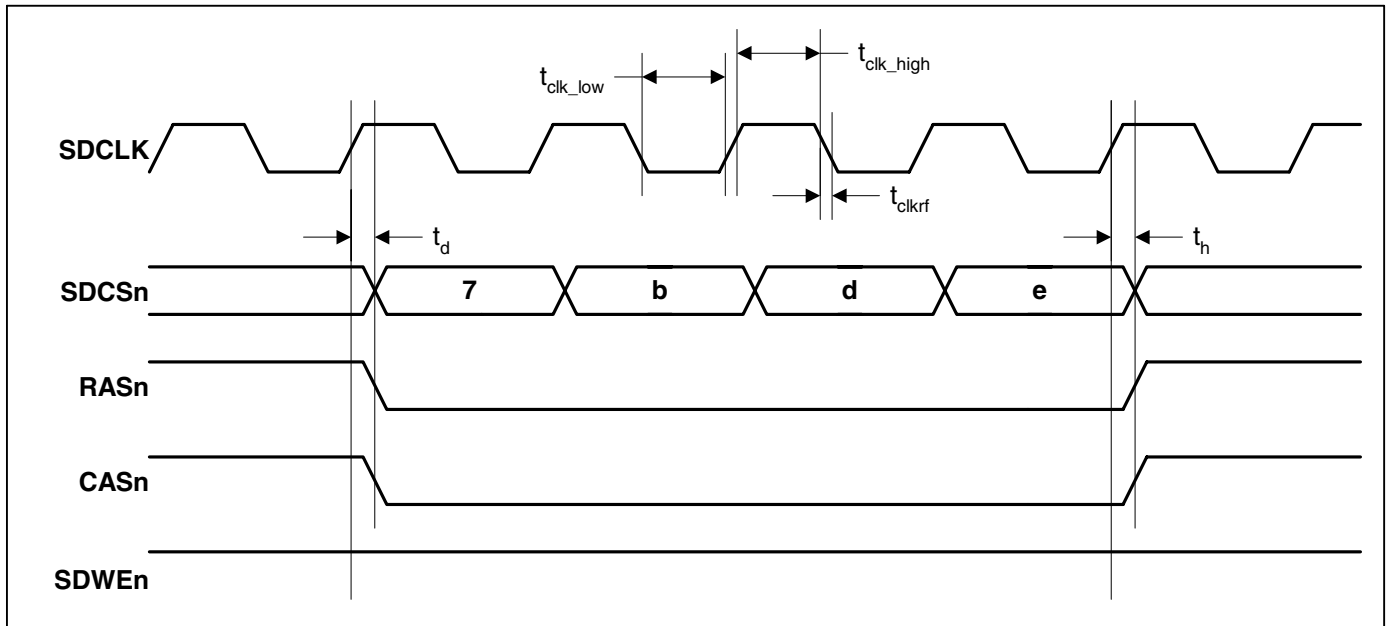 t_clk_high
t_clk_low
SDCLK
t_clkrf
t_d
t_h
SDCSn 7 b d e
RASn
CASn
SDWEn